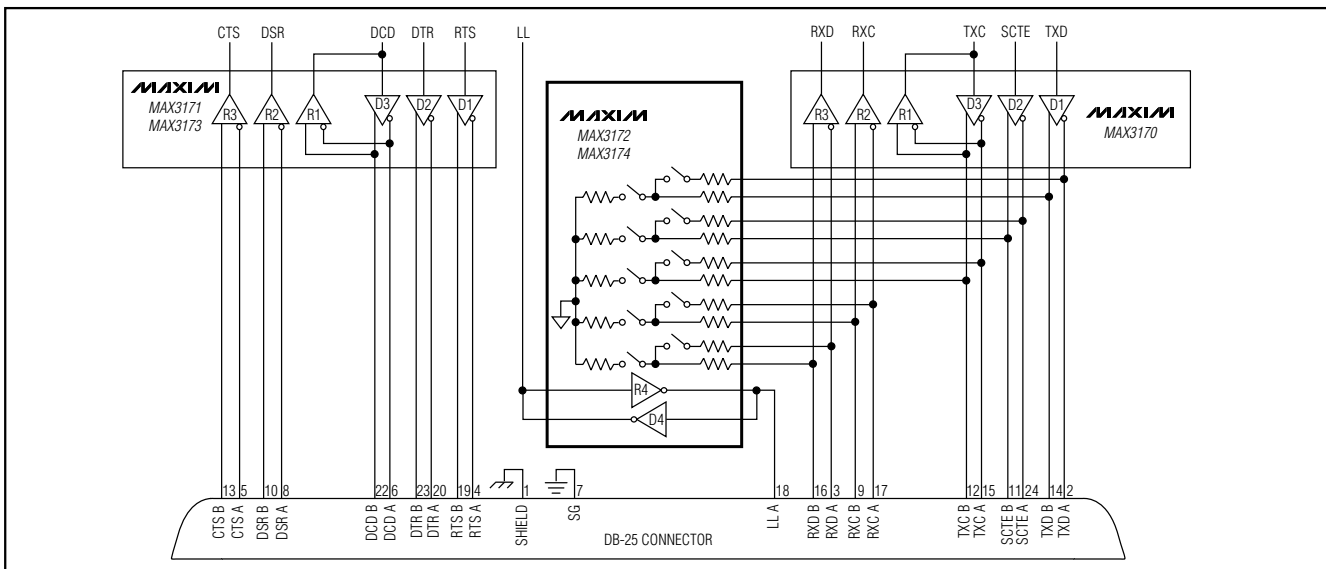 CTS DSR DCD DTR RTS LL RXD RXC TXC SCTE TXD
MAXIM
MAX3171
MAX3173
R3 R2 R1 D3 D2 D1
MAXIM
MAX3172
MAX3174
R4
D4
R3 R2 R1 D3 D2 D1
MAXIM
MAX3170
13 5 10 8 22 6 23 20 19 4 1 7 18 16 3 9 17 12 15 11 24 14 2
CTS B
CTS A
DSR B
DSR A
DCD B
DCD A
DTR B
DTR A
RTS B
RTS A
SHIELD
SG
LL A
RXD B
RXD A
RXC B
RXC A
TXC B
TXC A
SCTE B
SCTE A
TXD B
TXD A
DB-25 CONNECTOR